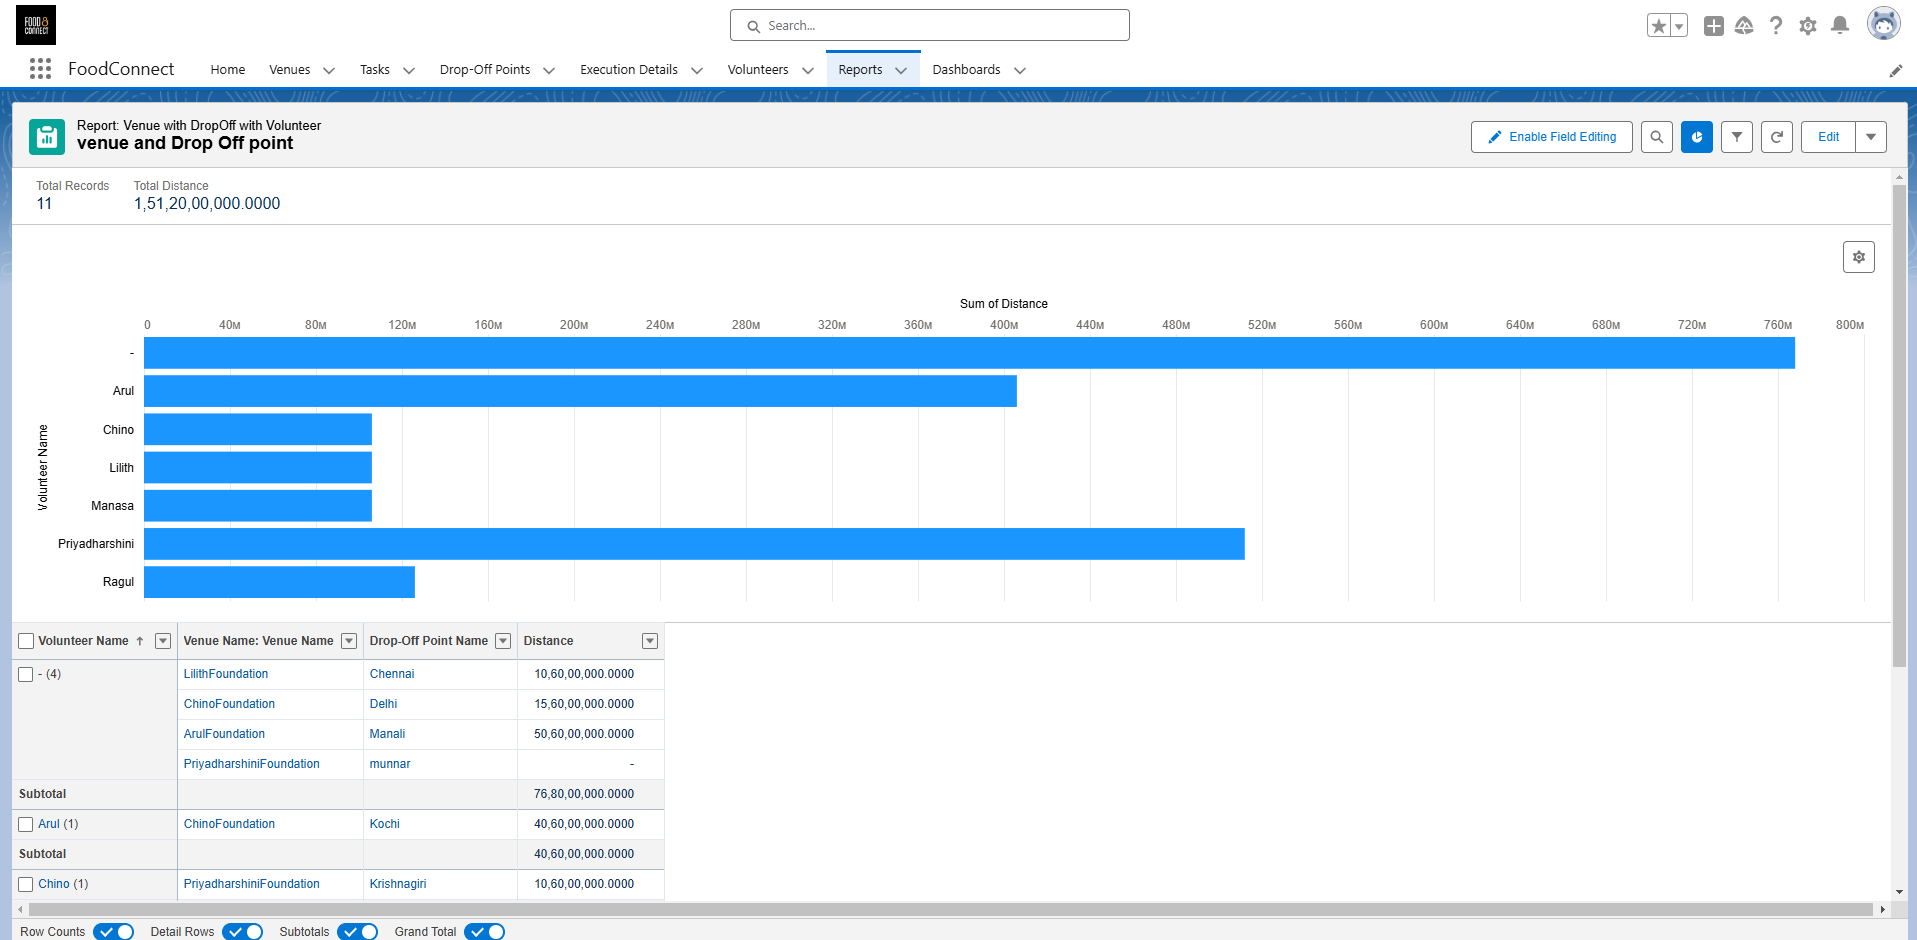 FOOD
CONNECT
Search...
FoodConnect
Home
Venues
Tasks
Drop-Off Points
Execution Details
Volunteers
Reports
Dashboards
Report: Venue with DropOff with Volunteer
venue and Drop Off point
Enable Field Editing
Edit
Total Records
11
Total Distance
1,51,20,00,000.0000
Sum of Distance
0 40M 80M 120M 160M 200M 240M 280M 320M 360M 400M 440M 480M 520M 560M 600M 640M 680M 720M 760M 800M
Volunteer Name
-
Arul
Chino
Lilith
Manasa
Priyadharshini
Ragul
Volunteer Name ↑ Venue Name: Venue Name Drop-Off Point Name Distance
- (4) LilithFoundation Chennai 10,60,00,000.0000
ChinoFoundation Delhi 15,60,00,000.0000
ArulFoundation Manali 50,60,00,000.0000
PriyadharshiniFoundation munnar -
Subtotal 76,80,00,000.0000
Arul (1) ChinoFoundation Kochi 40,60,00,000.0000
Subtotal 40,60,00,000.0000
Chino (1) PriyadharshiniFoundation Krishnagiri 10,60,00,000.0000
Row Counts Detail Rows Subtotals Grand Total